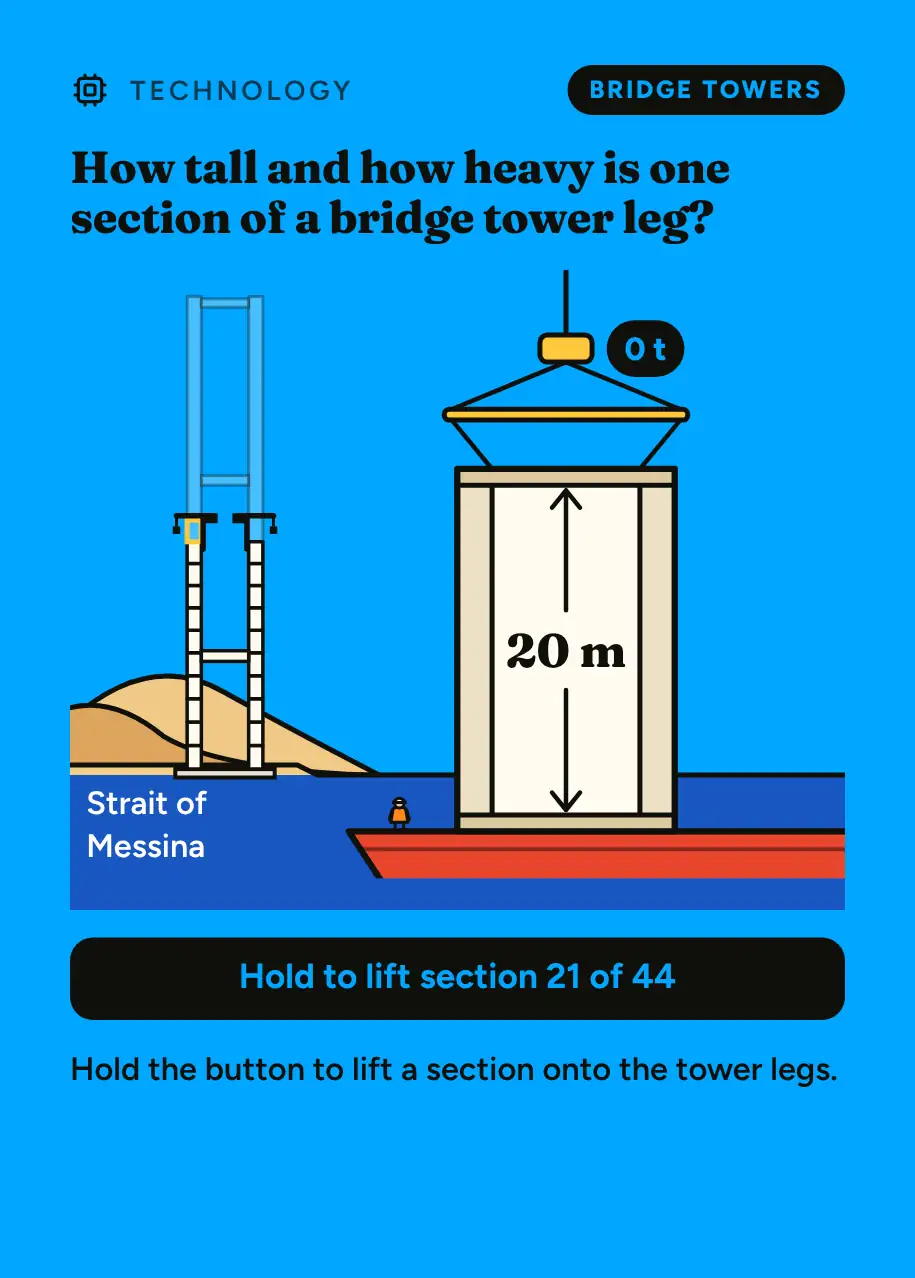 TECHNOLOGY
BRIDGE TOWERS
How tall and how heavy is one
section of a bridge tower leg?
0 t
20 m
Strait of
Messina
Hold to lift section 21 of 44
Hold the button to lift a section onto the tower legs.